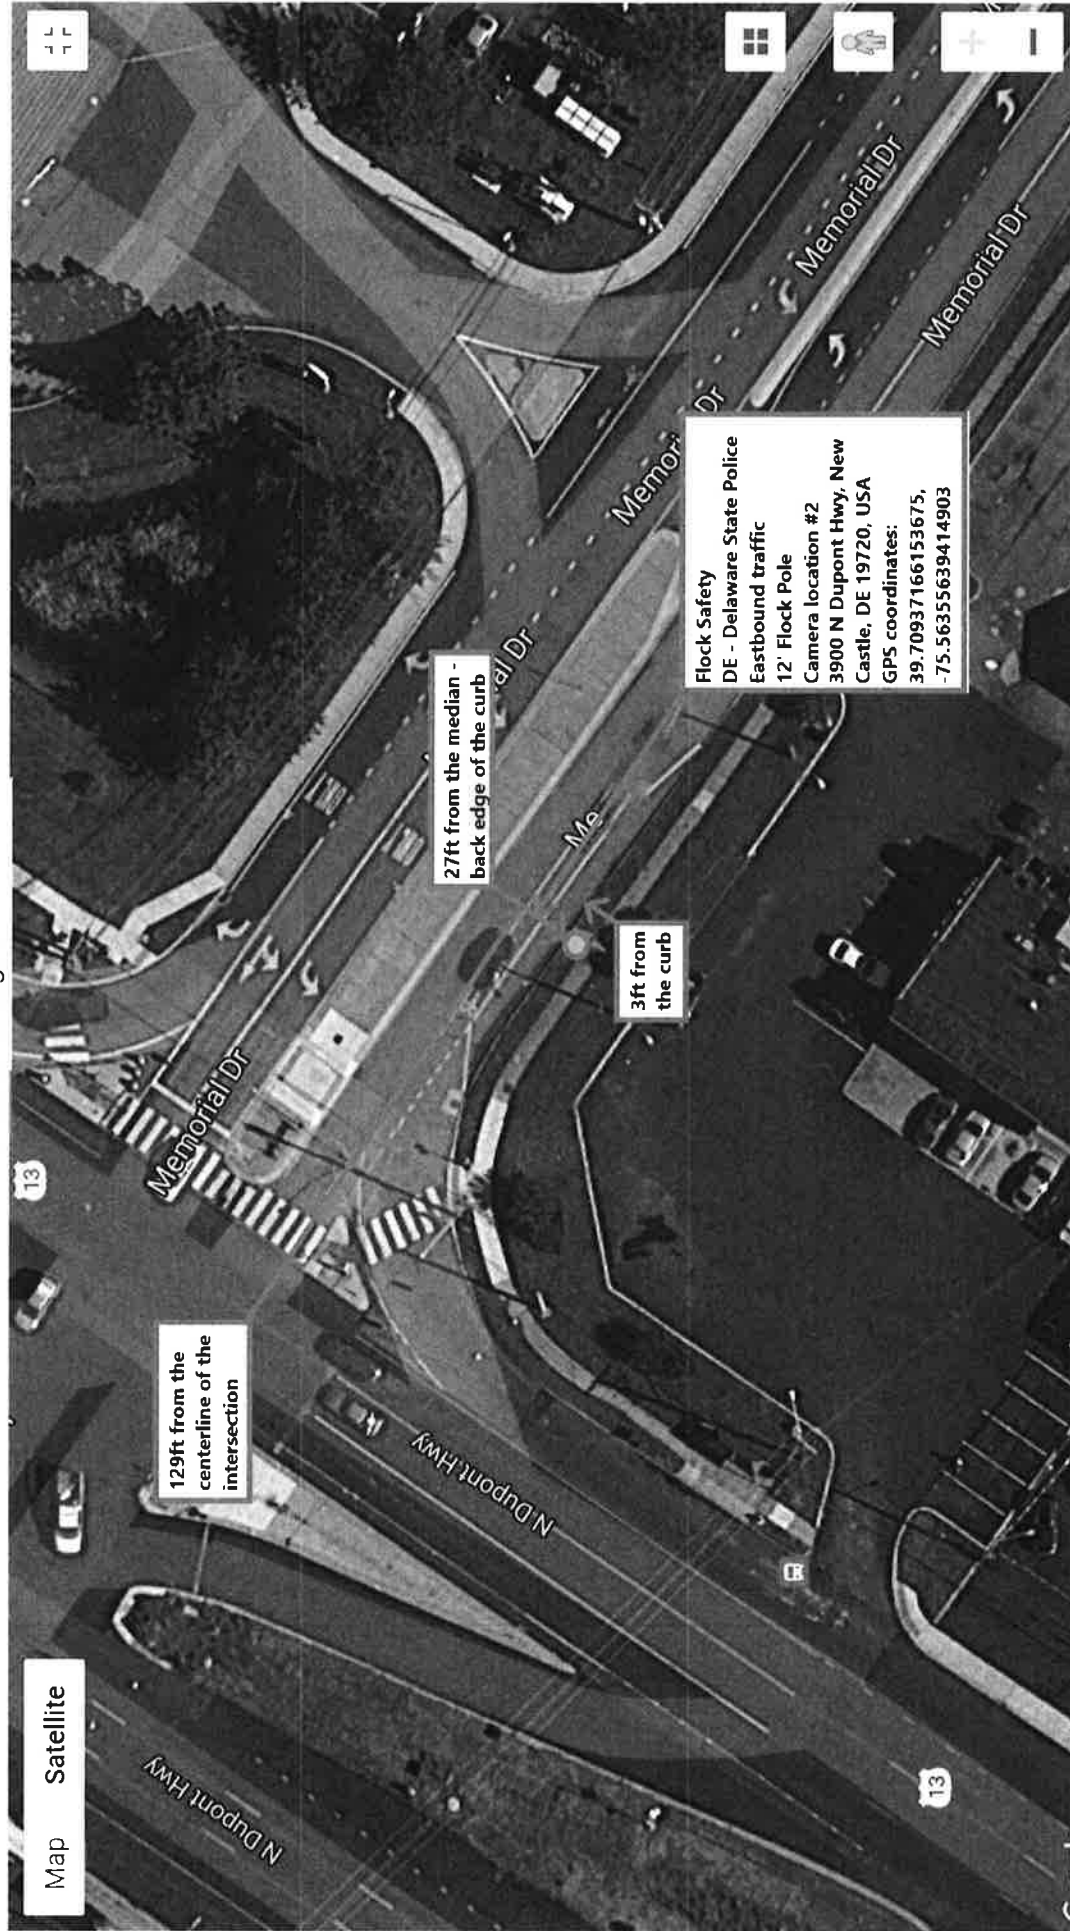 Map Satellite
N Dupont Hwy
N Dupont Hwy
13
13
129ft from the
centerline of the
intersection
Memorial Dr
27ft from the median -
back edge of the curb
3ft from
the curb
Me
Memori
Dr
Memorial Dr
Memorial Dr
Flock Safety
DE - Delaware State Police
Eastbound traffic
12' Flock Pole
Camera location #2
3900 N Dupont Hwy, New
Castle, DE 19720, USA
GPS coordinates:
39.70937166153675,
-75.56355639414903